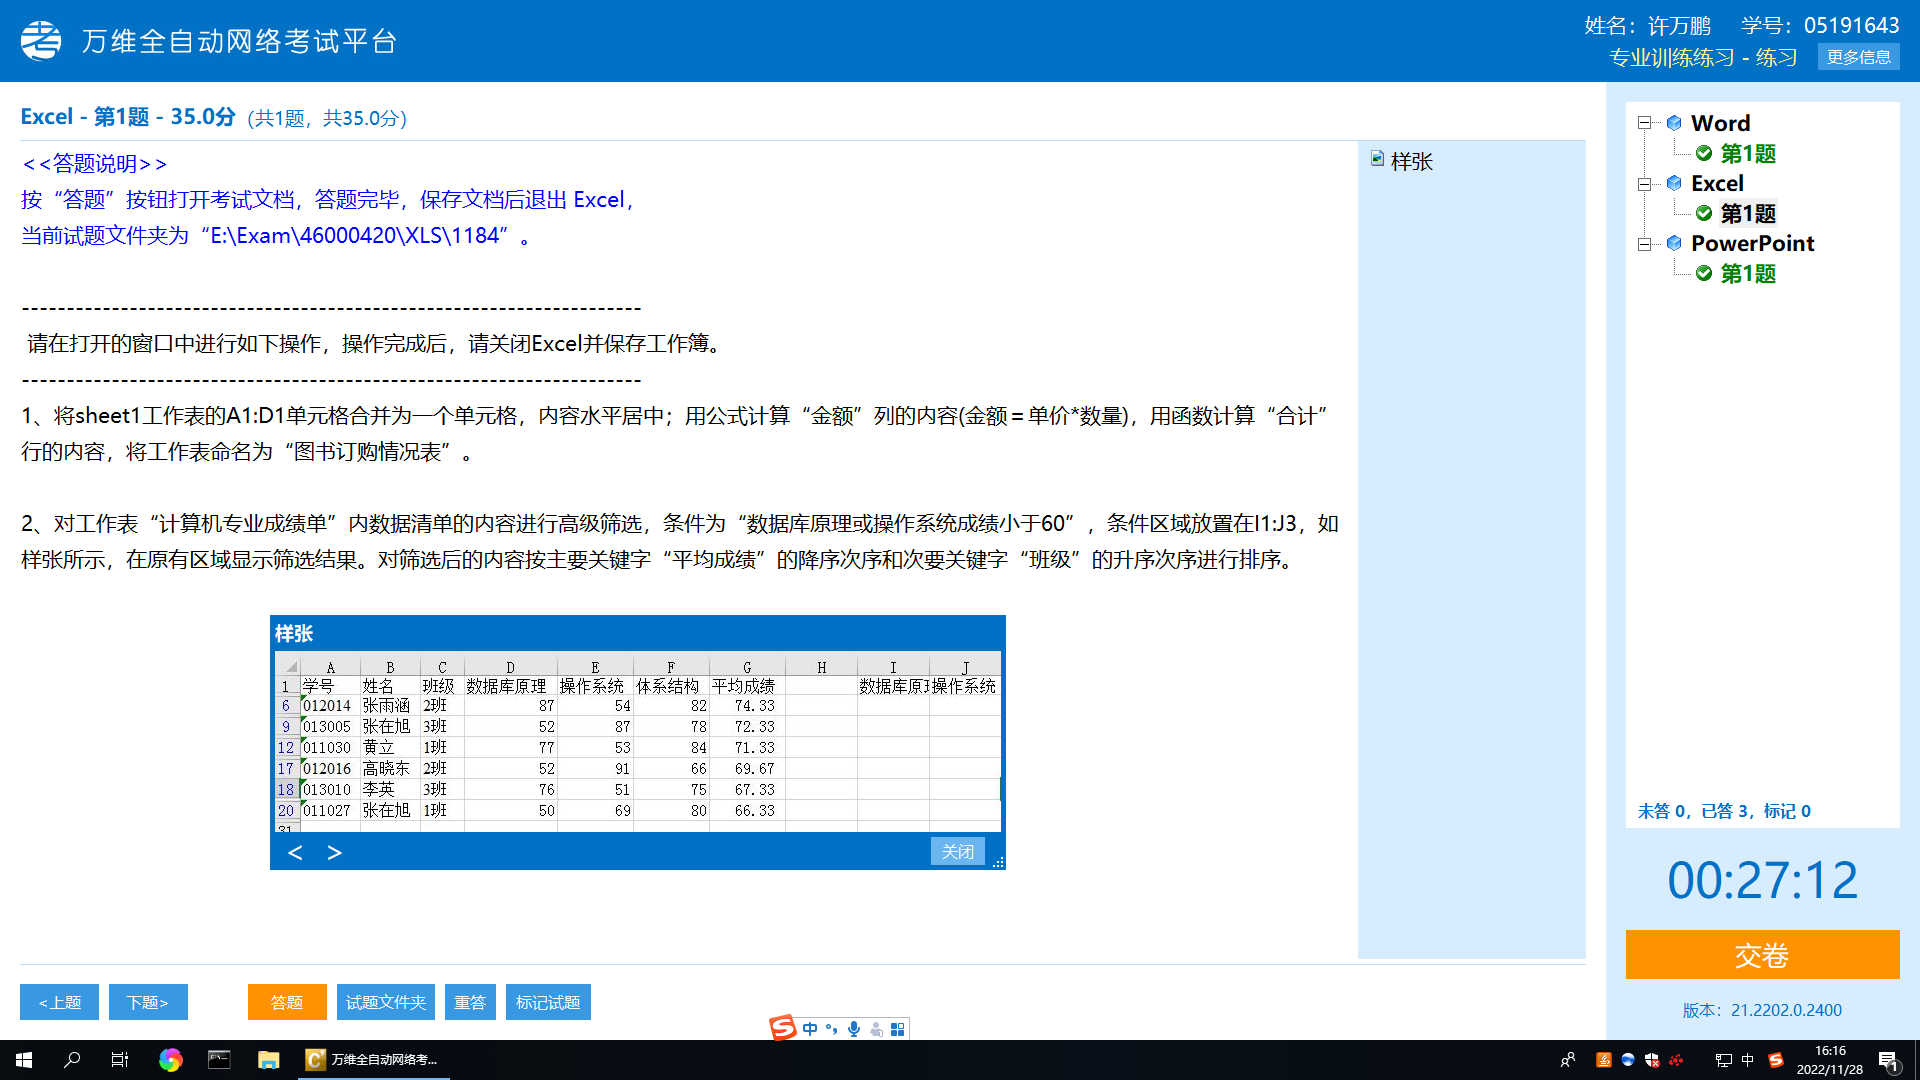 万维全自动网络考试平台
姓名：许万鹏 学号：05191643
专业训练练习 - 练习 更多信息
Excel - 第1题 - 35.0分 (共1题，共35.0分)
<<答题说明>>
按“答题”按钮打开考试文档，答题完毕，保存文档后退出 Excel，
当前试题文件夹为“E:\Exam\46000420\XLS\1184”。
---------------------------------------------------------------------
请在打开的窗口中进行如下操作，操作完成后，请关闭Excel并保存工作簿。
---------------------------------------------------------------------
1、将sheet1工作表的A1:D1单元格合并为一个单元格，内容水平居中；用公式计算“金额”列的内容(金额＝单价*数量)，用函数计算“合计”
行的内容，将工作表命名为“图书订购情况表”。
2、对工作表“计算机专业成绩单”内数据清单的内容进行高级筛选，条件为“数据库原理或操作系统成绩小于60”，条件区域放置在I1:J3，如
样张所示，在原有区域显示筛选结果。对筛选后的内容按主要关键字“平均成绩”的降序次序和次要关键字“班级”的升序次序进行排序。
样张
A B C D E F G H I J
1 学号 姓名 班级 数据库原理 操作系统 体系结构 平均成绩 数据库原理 操作系统
6 012014 张雨涵 2班 87 54 82 74.33
9 013005 张在旭 3班 52 87 78 72.33
12 011030 黄立 1班 77 53 84 71.33
17 012016 高晓东 2班 52 91 66 69.67
18 013010 李英 3班 76 51 75 67.33
20 011027 张在旭 1班 50 69 80 66.33
31
< > 关闭
样张
Word
第1题
Excel
第1题
PowerPoint
第1题
未答 0，已答 3，标记 0
00:27:12
交卷
版本：21.2202.0.2400
<上题 下题> 答题 试题文件夹 重答 标记试题
中
万维全自动网络考...
中
16:16
2022/11/28
1